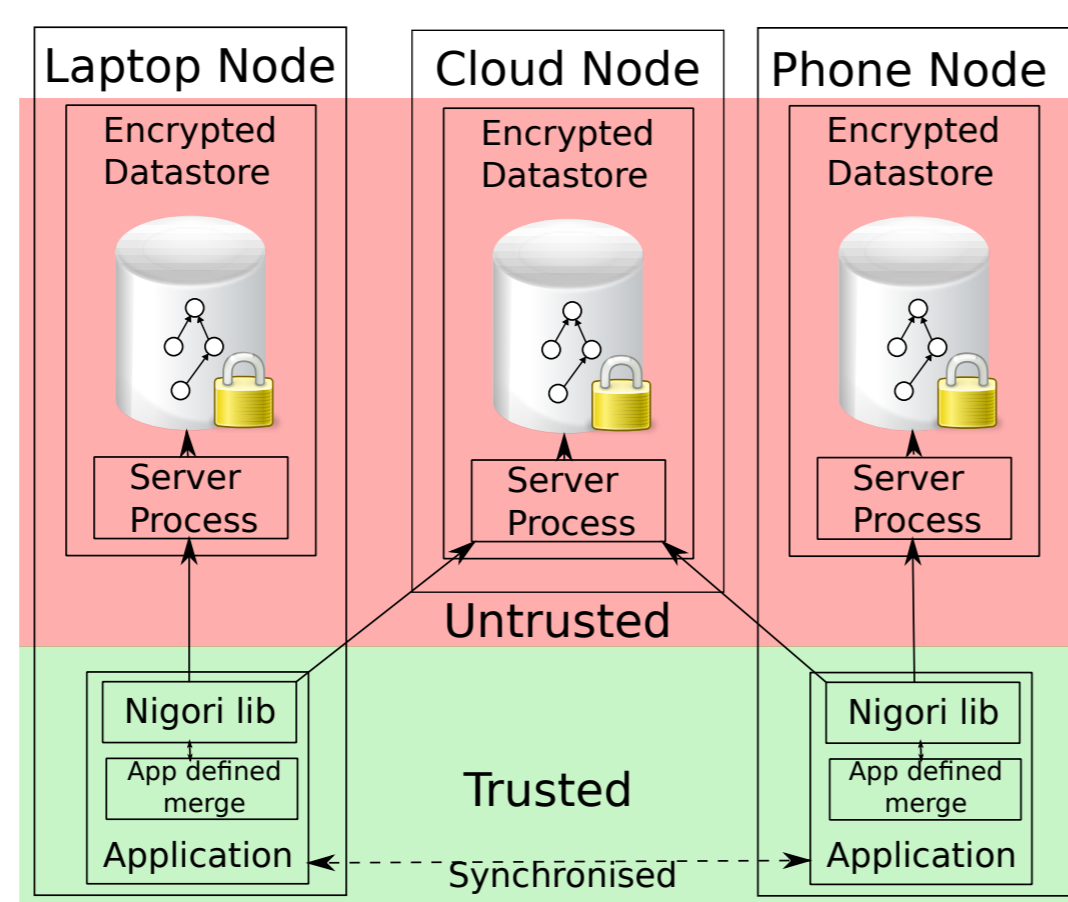 Laptop Node
Encrypted
Datastore
Server
Process
Cloud Node
Encrypted
Datastore
Server
Process
Phone Node
Encrypted
Datastore
Server
Process
Untrusted
Nigori lib
App defined
merge
Application
Trusted
Synchronised
Nigori lib
App defined
merge
Application